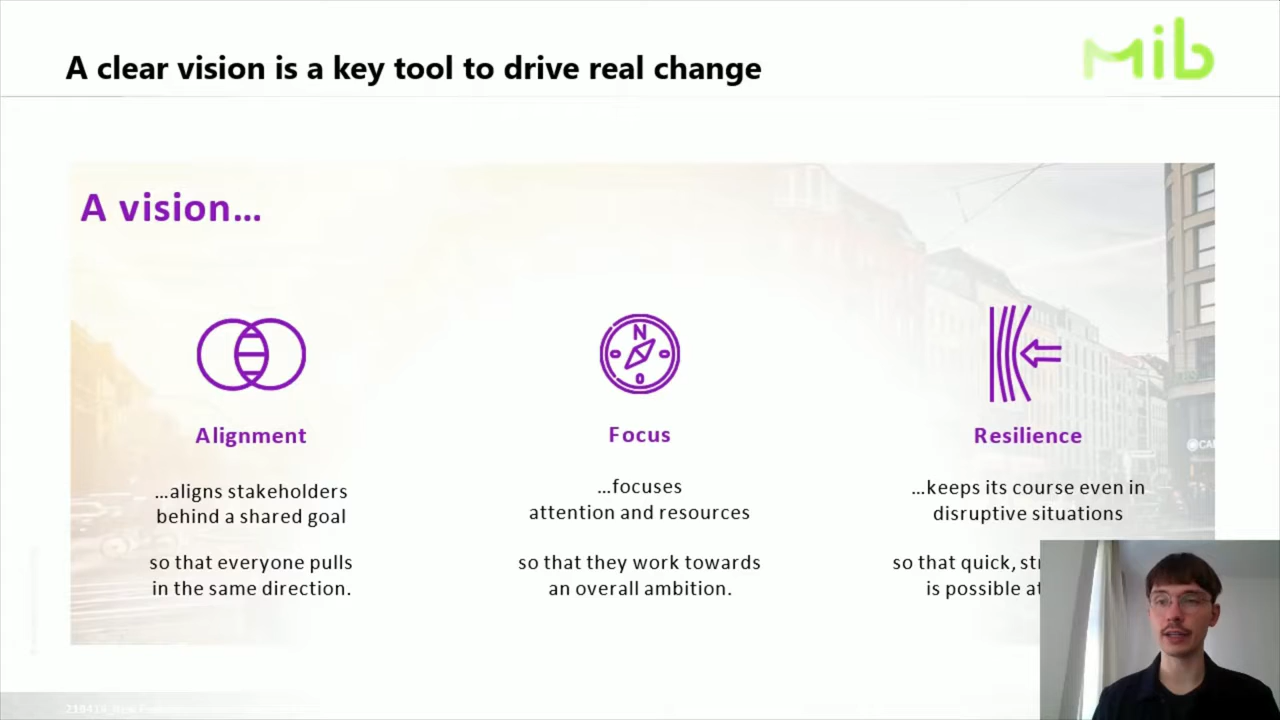 A clear vision is a key tool to drive real change
mib
A vision...
N
Alignment
Focus
Resilience
...aligns stakeholders
behind a shared goal
so that everyone pulls
in the same direction.
...focuses
attention and resources
so that they work towards
an overall ambition.
...keeps its course even in
disruptive situations
so that quick,
is possible